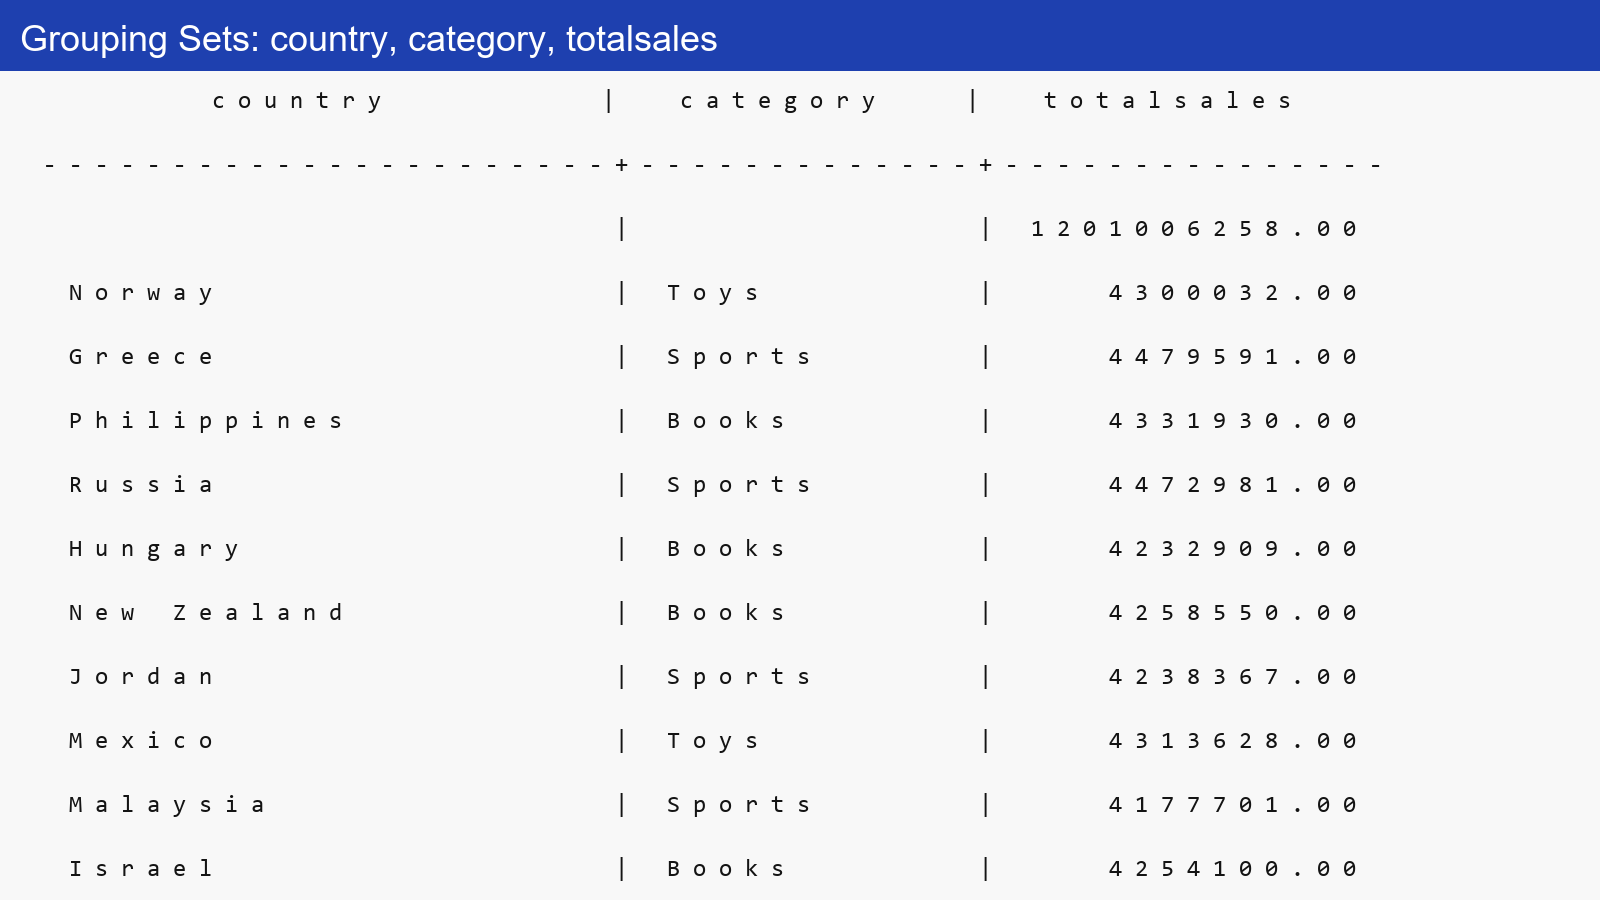 Grouping Sets: country, category, totalsales
country | category | totalsales
----------------------+-------------+---------------
| | 1201006258.00
Norway | Toys | 4300032.00
Greece | Sports | 4479591.00
Philippines | Books | 4331930.00
Russia | Sports | 4472981.00
Hungary | Books | 4232909.00
New Zealand | Books | 4258550.00
Jordan | Sports | 4238367.00
Mexico | Toys | 4313628.00
Malaysia | Sports | 4177701.00
Israel | Books | 4254100.00